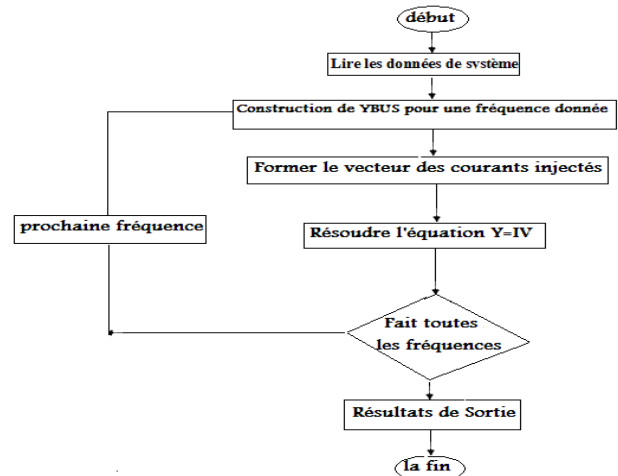 début
Lire les données de système
Construction de YBUS pour une fréquence donnée
Former le vecteur des courants injectés
prochaine fréquence
Résoudre l'équation Y=IV
Fait toutes
les fréquences
Résultats de Sortie
la fin